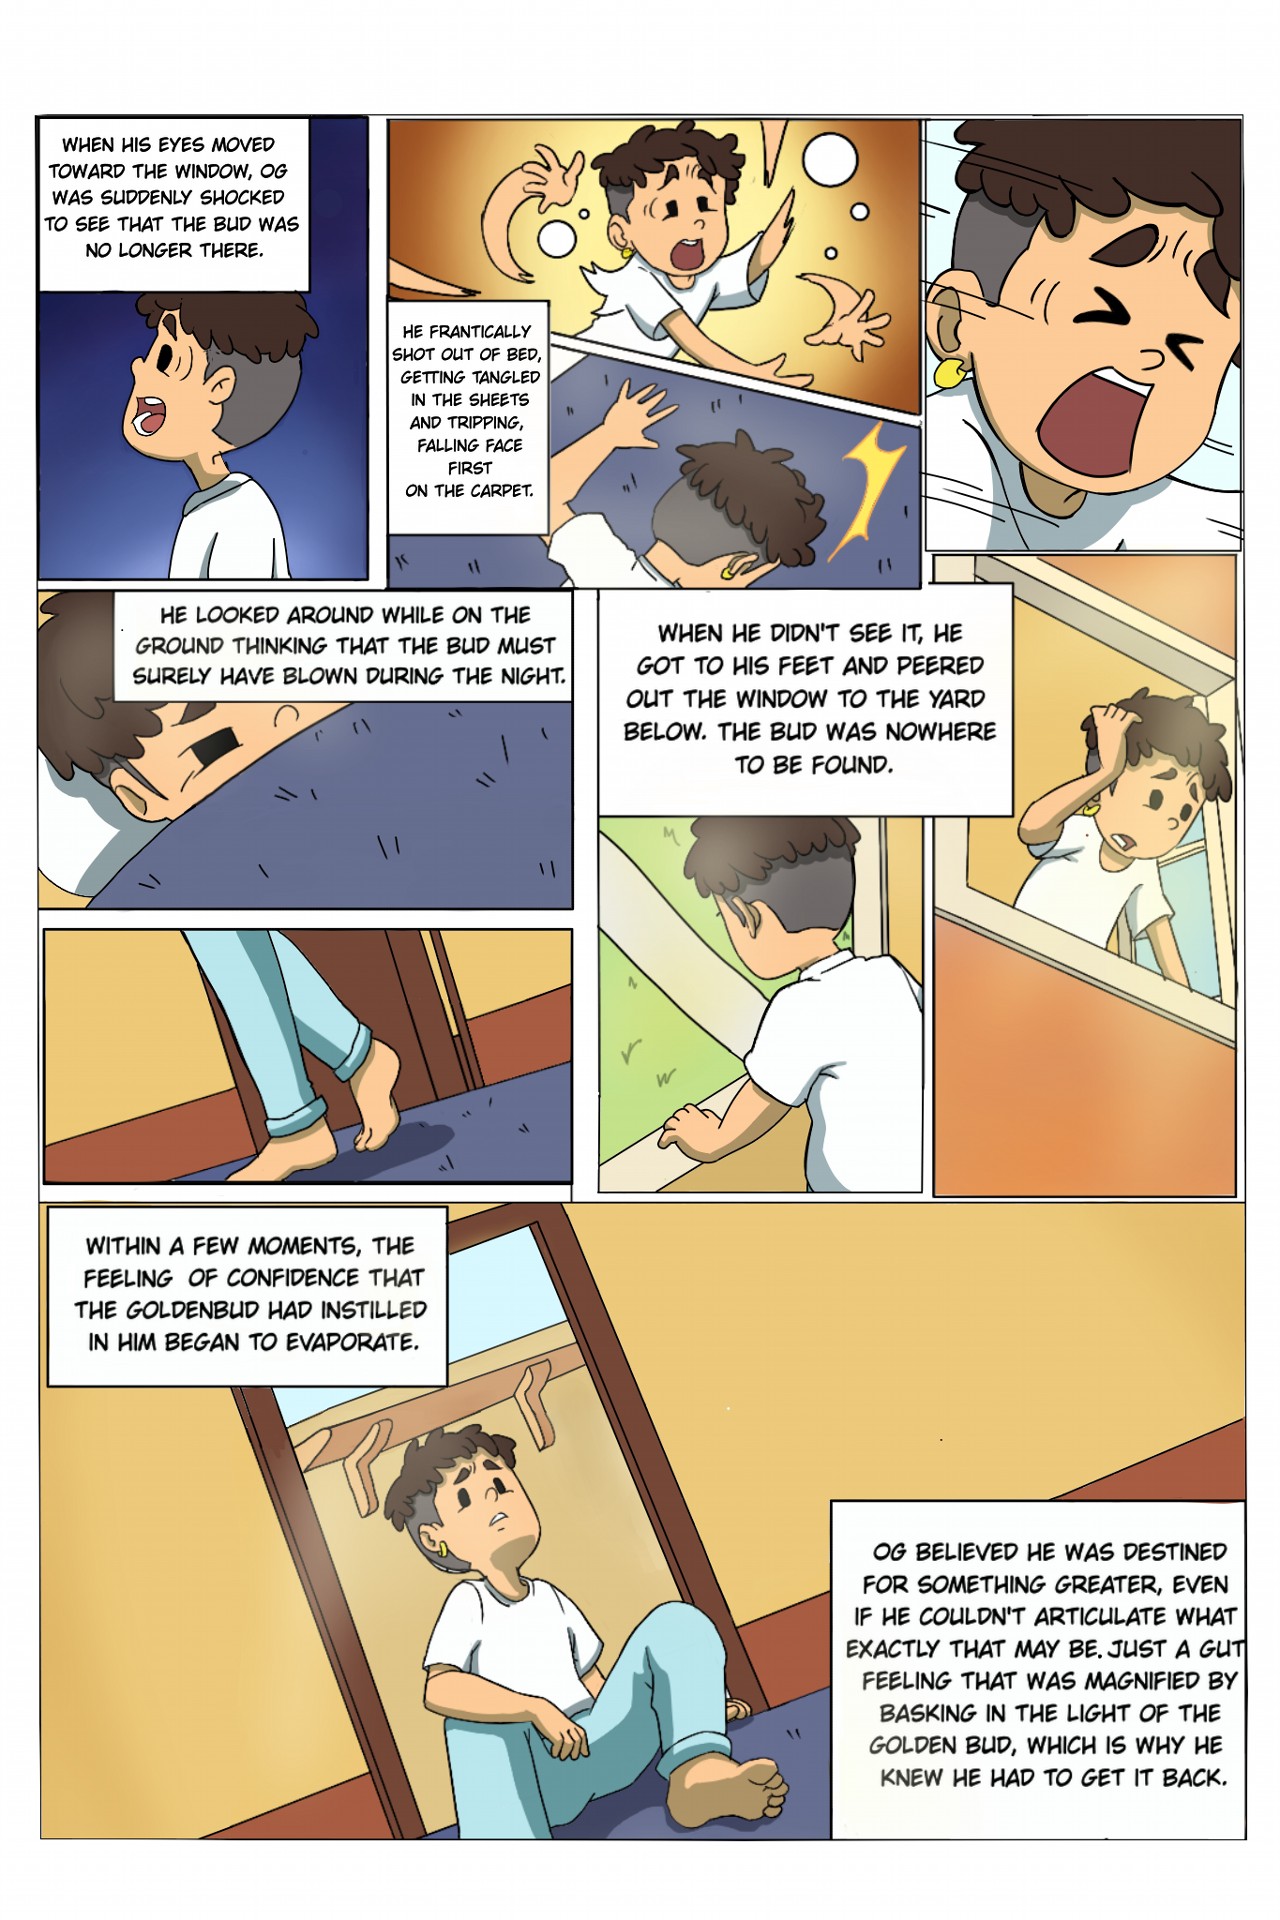 WHEN HIS EYES MOVED
TOWARD THE WINDOW, OG
WAS SUDDENLY SHOCKED
TO SEE THAT THE BUD WAS
NO LONGER THERE.
HE FRANTICALLY
SHOT OUT OF BED,
GETTING TANGLED
IN THE SHEETS
AND TRIPPING,
FALLING FACE
FIRST
ON THE CARPET.
HE LOOKED AROUND WHILE ON THE
GROUND THINKING THAT THE BUD MUST
SURELY HAVE BLOWN DURING THE NIGHT.
WHEN HE DIDN'T SEE IT, HE
GOT TO HIS FEET AND PEERED
OUT THE WINDOW TO THE YARD
BELOW. THE BUD WAS NOWHERE
TO BE FOUND.
WITHIN A FEW MOMENTS, THE
FEELING OF CONFIDENCE THAT
THE GOLDENBUD HAD INSTILLED
IN HIM BEGAN TO EVAPORATE.
OG BELIEVED HE WAS DESTINED
FOR SOMETHING GREATER, EVEN
IF HE COULDN'T ARTICULATE WHAT
EXACTLY THAT MAY BE. JUST A GUT
FEELING THAT WAS MAGNIFIED BY
BASKING IN THE LIGHT OF THE
GOLDEN BUD, WHICH IS WHY HE
KNEW HE HAD TO GET IT BACK.